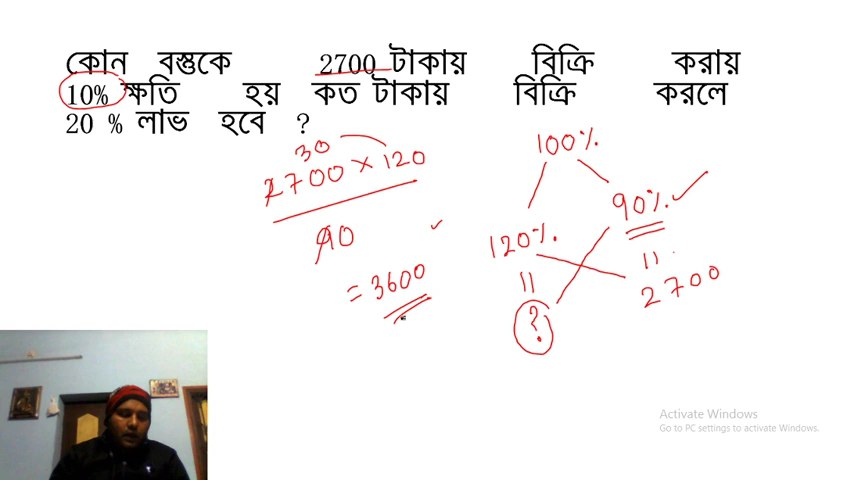 কোন বস্তুকে 2700 টাকায় বিক্রি করায়
10% ক্ষতি হয় কত টাকায় বিক্রি করলে
20 % লাভ হবে ?
30
2700 × 120
90
= 3600
100%
120%
90%
=
=
?
2700
Activate Windows
Go to PC settings to activate Windows.